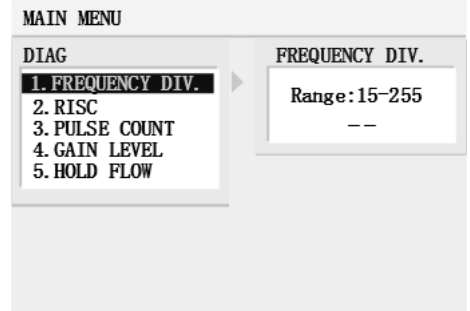 MAIN MENU
DIAG
1.FREQUENCY DIV.
2.RISC
3.PULSE COUNT
4.GAIN LEVEL
5.HOLD FLOW
FREQUENCY DIV.
Range:15-255
--